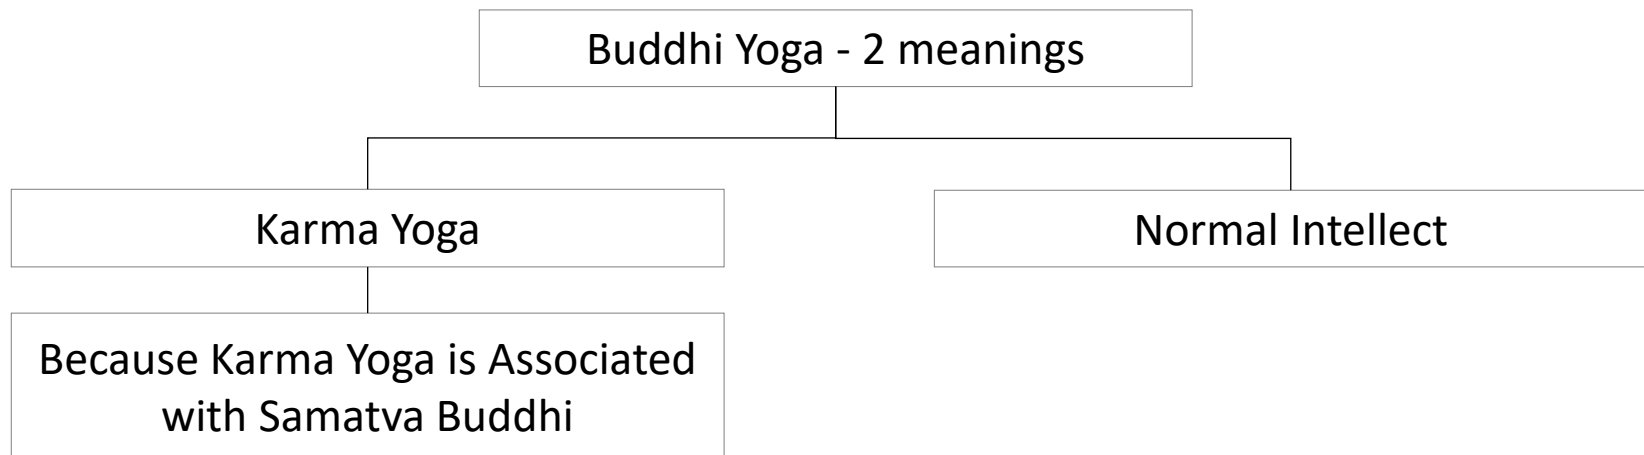 Buddhi Yoga - 2 meanings
Karma Yoga
Normal Intellect
Because Karma Yoga is Associated
with Samatva Buddhi